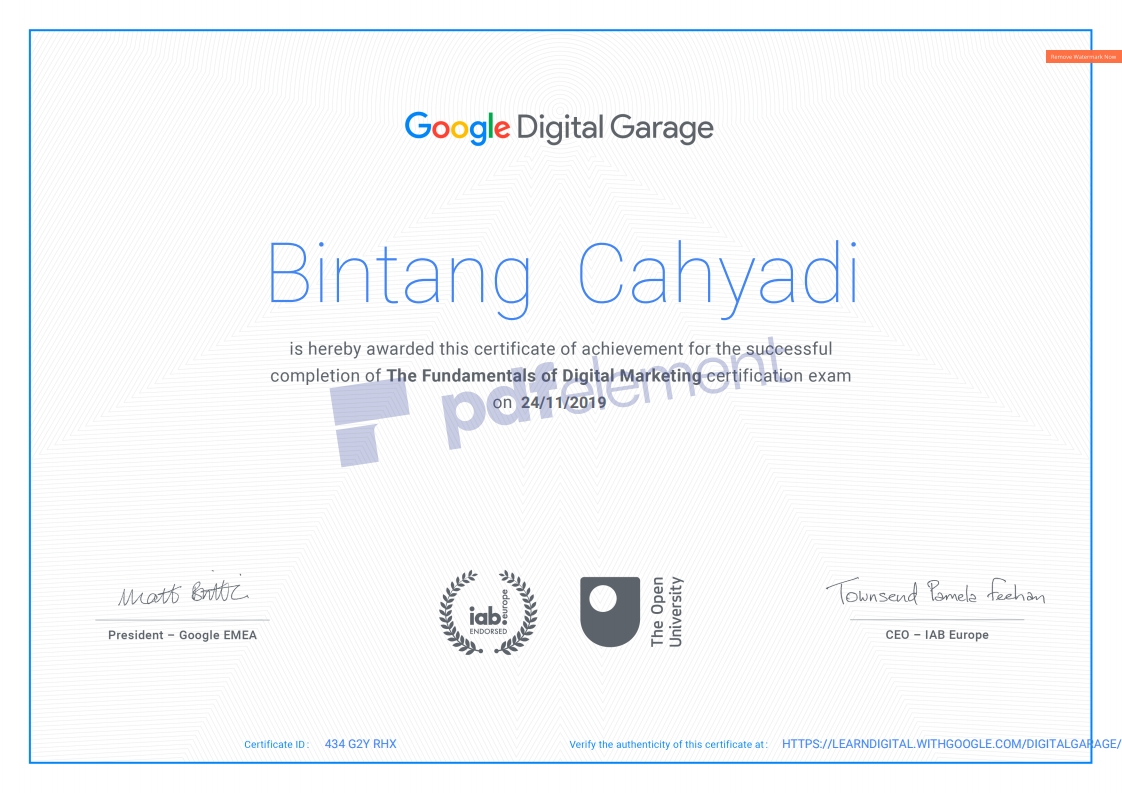 Remove Watermark Now
Google Digital Garage
Bintang Cahyadi
is hereby awarded this certificate of achievement for the successful
completion of The Fundamentals of Digital Marketing certification exam
on 24/11/2019
pdfelement
Matt Brittin
Townsend Pamela Feehan
President – Google EMEA
iab.europe
ENDORSED
The Open
University
CEO – IAB Europe
Certificate ID : 434 G2Y RHX
Verify the authenticity of this certificate at : HTTPS://LEARNDIGITAL.WITHGOOGLE.COM/DIGITALGARAGE/